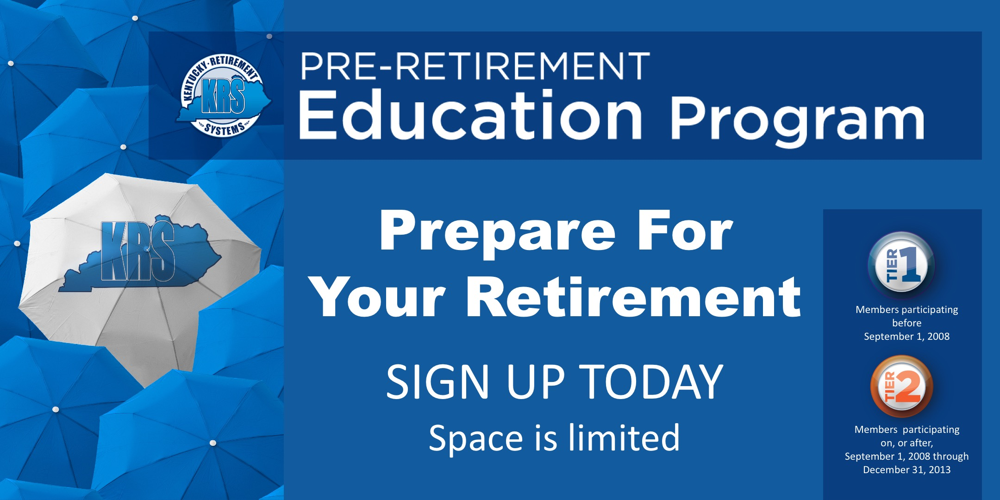 KENTUCKY · RETIREMENT
KRS
SYSTEMS
PRE-RETIREMENT
Education Program
KRS
Prepare For
Your Retirement
SIGN UP TODAY
Space is limited
TIER 1
Members participating
before
September 1, 2008
TIER 2
Members participating
on, or after,
September 1, 2008 through
December 31, 2013